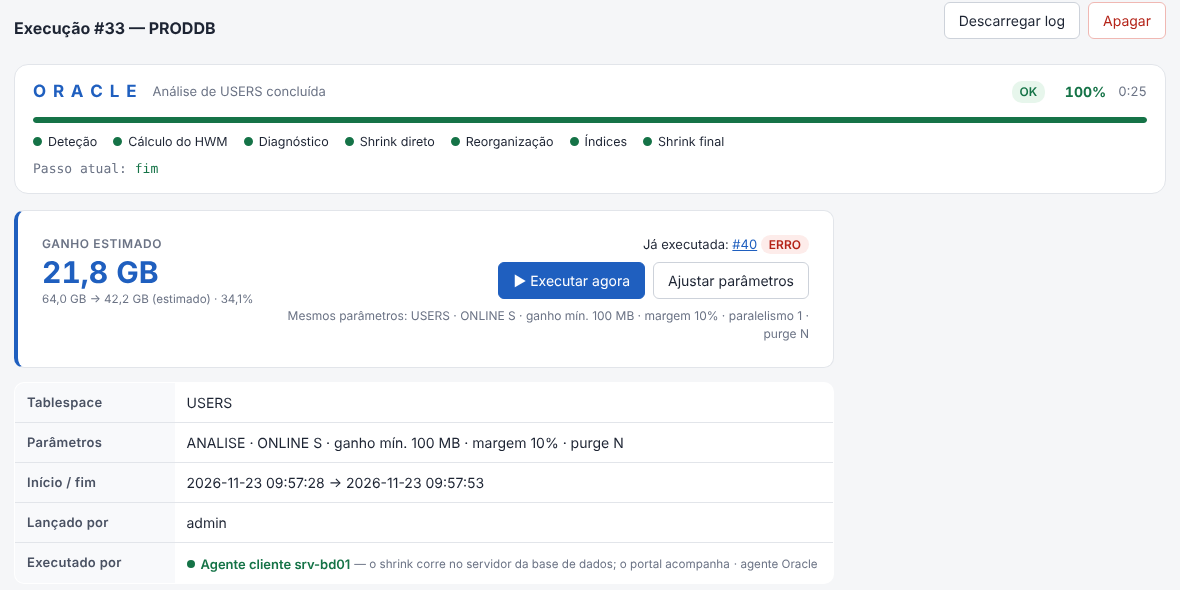 Execução #33 — PRODDB
Descarregar log
Apagar
ORACLE Análise de USERS concluída
OK 100% 0:25
Deteção Cálculo do HWM Diagnóstico Shrink direto Reorganização Índices Shrink final
Passo atual: fim
GANHO ESTIMADO
21,8 GB
64,0 GB → 42,2 GB (estimado) · 34,1%
Já executada: #40 ERRO
▶ Executar agora
Ajustar parâmetros
Mesmos parâmetros: USERS · ONLINE S · ganho mín. 100 MB · margem 10% · paralelismo 1 ·
purge N
Tablespace USERS
Parâmetros ANALISE · ONLINE S · ganho mín. 100 MB · margem 10% · purge N
Início / fim 2026-11-23 09:57:28 → 2026-11-23 09:57:53
Lançado por admin
Executado por Agente cliente srv-bd01 — o shrink corre no servidor da base de dados; o portal acompanha · agente Oracle